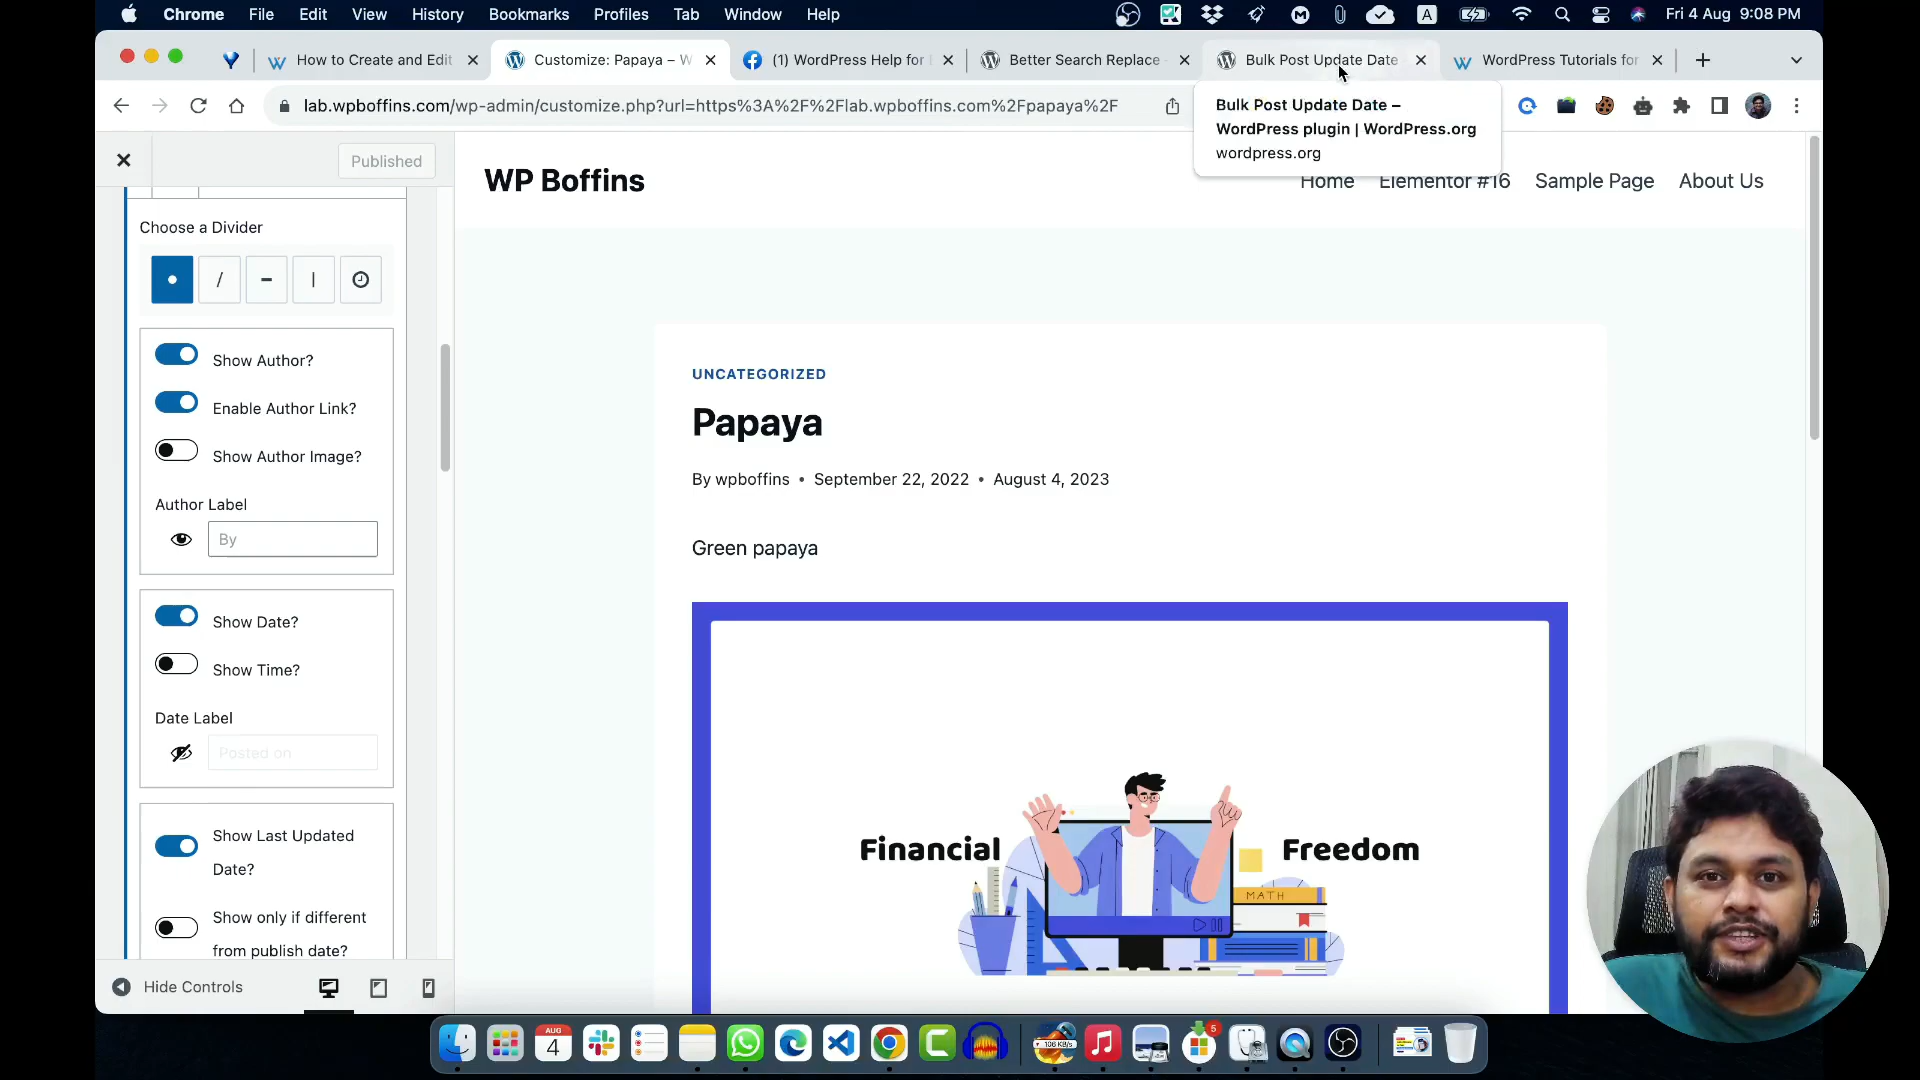 Chrome File Edit View History Bookmarks Profiles Tab Window Help A Fri 4 Aug 9:08 PM
How to Create and Edit Customize: Papaya – W (1) WordPress Help for Better Search Replace - Bulk Post Update Date WordPress Tutorials for
lab.wpboffins.com/wp-admin/customize.php?url=https%3A%2F%2Flab.wpboffins.com%2Fpapaya%2F
Bulk Post Update Date –
WordPress plugin | WordPress.org
wordpress.org
Published
WP Boffins
Home Elementor #16 Sample Page About Us
Choose a Divider
Show Author?
Enable Author Link?
Show Author Image?
Author Label
By
Show Date?
Show Time?
Date Label
Posted on
Show Last Updated
Date?
Show only if different
from publish date?
Hide Controls
UNCATEGORIZED
Papaya
By wpboffins • September 22, 2022 • August 4, 2023
Green papaya
Financial Freedom
MATH
AUG
4
106 KB/s
5